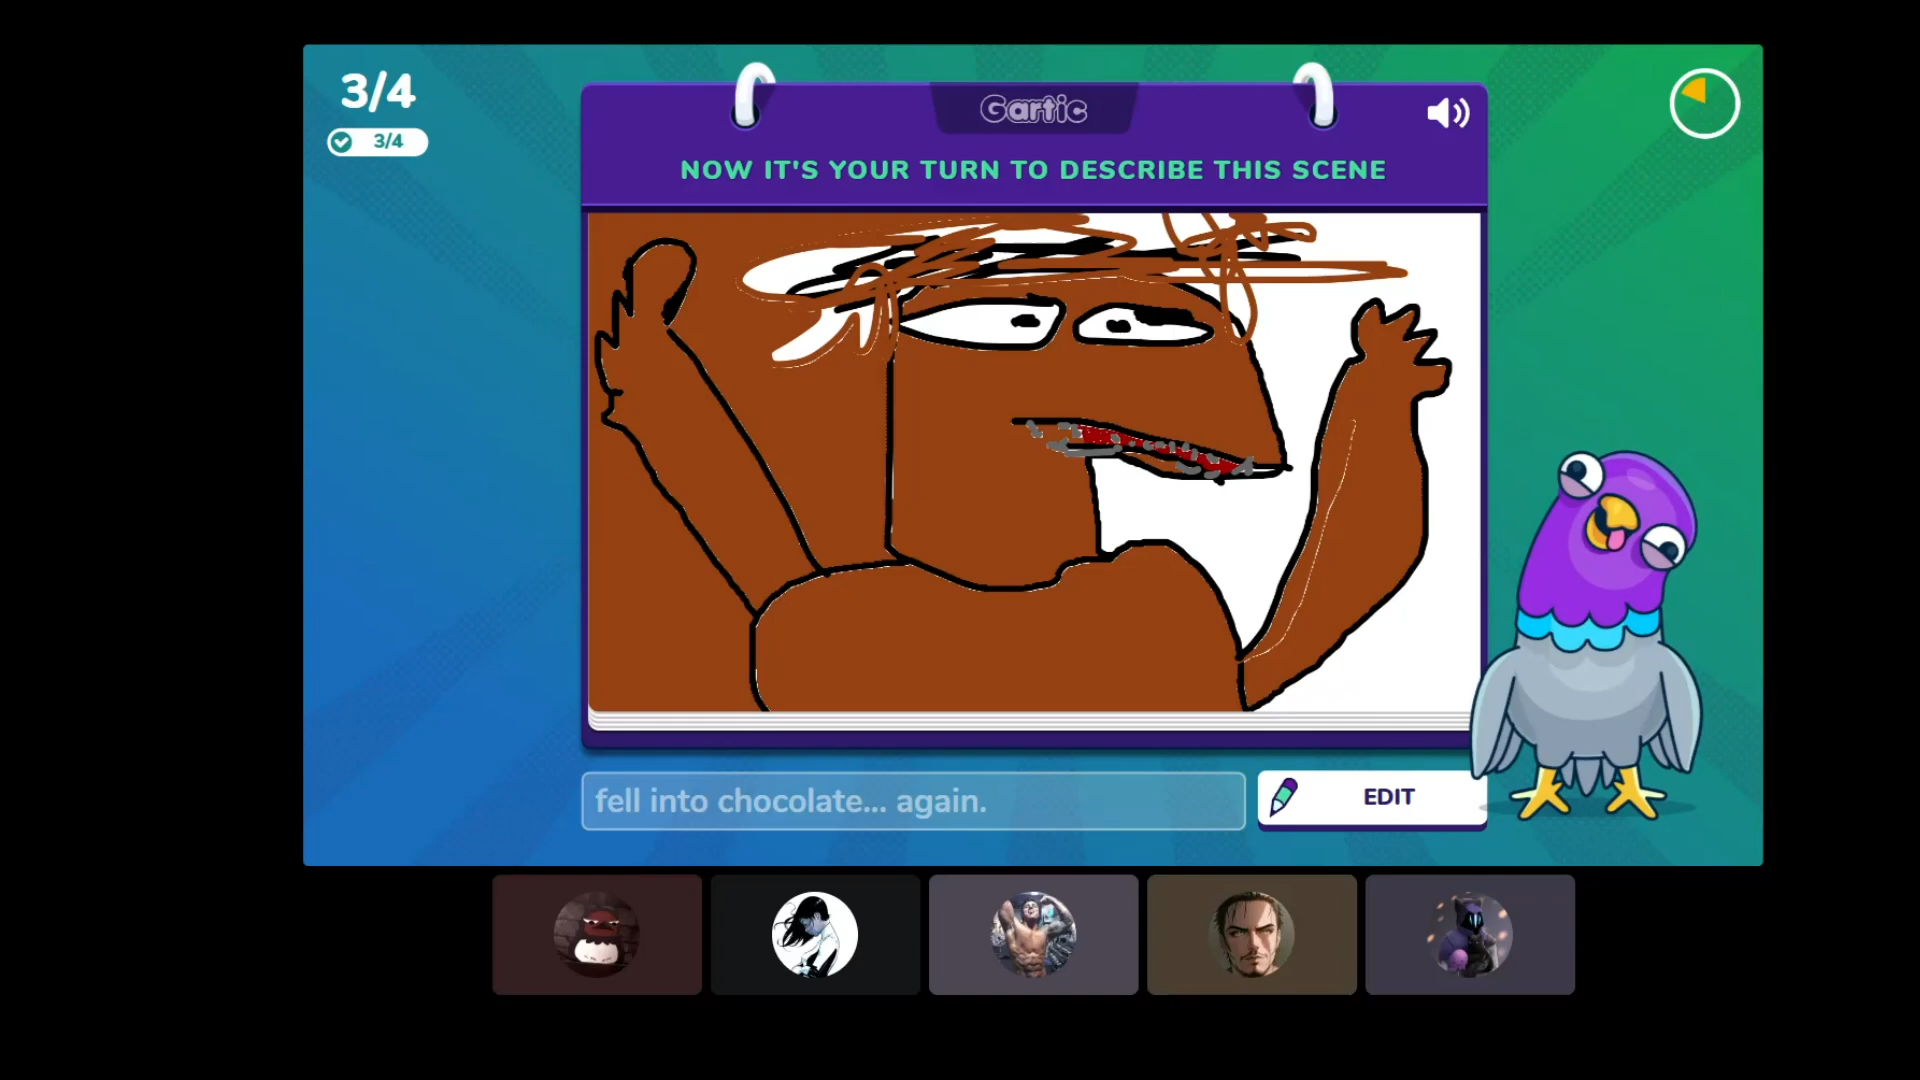 3/4
3/4
Gartic
NOW IT'S YOUR TURN TO DESCRIBE THIS SCENE
fell into chocolate... again.
EDIT